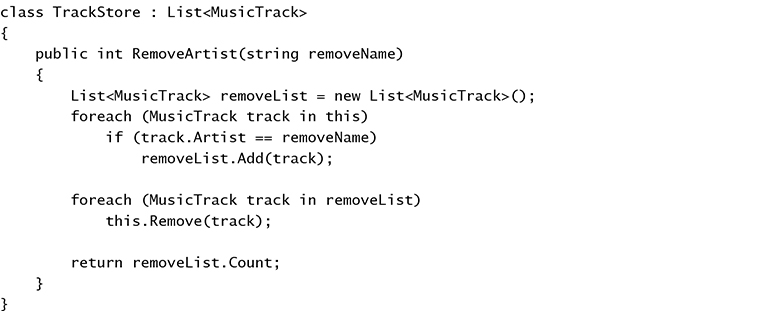 class TrackStore : List<MusicTrack>
{
    public int RemoveArtist(string removeName)
    {
        List<MusicTrack> removeList = new List<MusicTrack>();
        foreach (MusicTrack track in this)
            if (track.Artist == removeName)
                removeList.Add(track);

        foreach (MusicTrack track in removeList)
            this.Remove(track);

        return removeList.Count;
    }
}